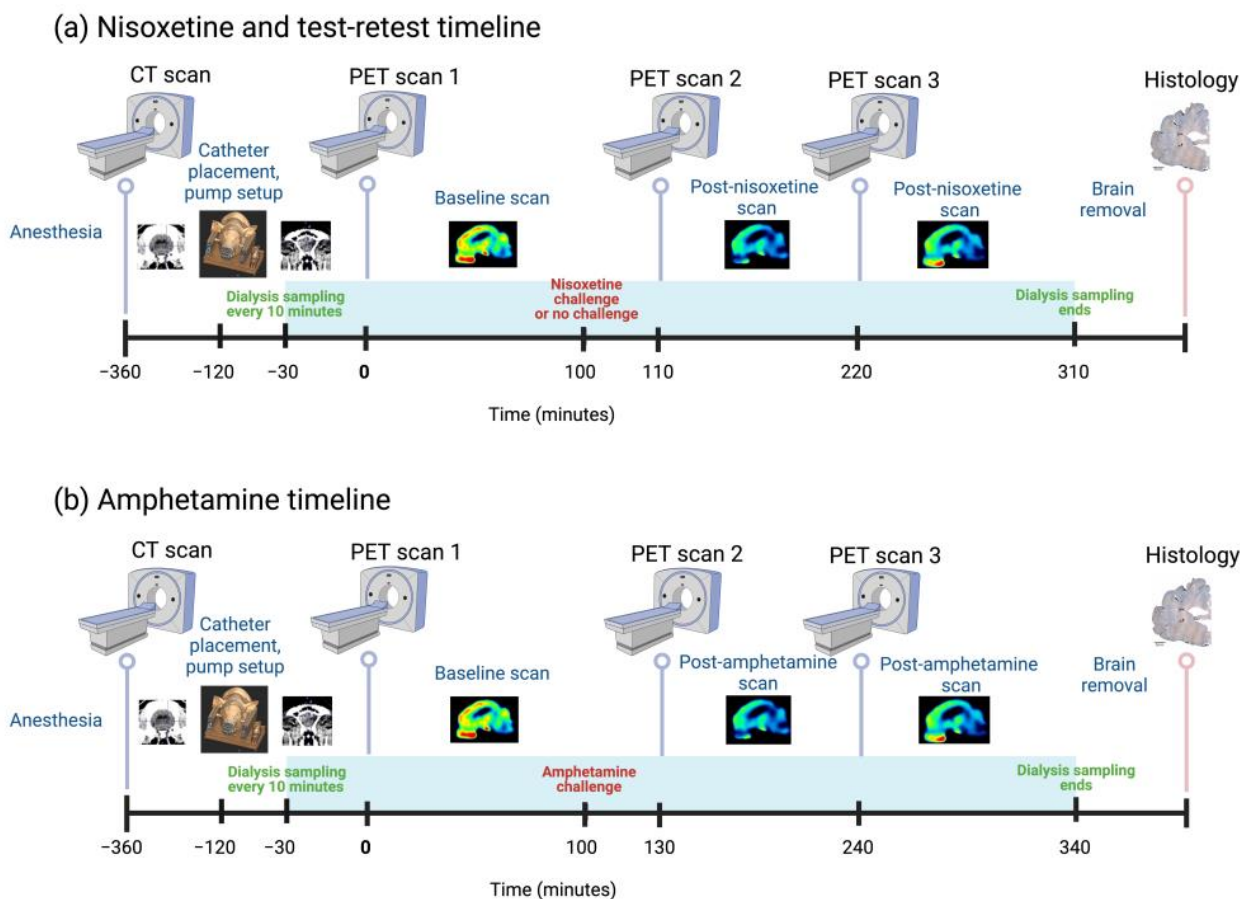 (a) Nisoxetine and test-retest timeline
CT scan
PET scan 1
PET scan 2
PET scan 3
Histology
Catheter
placement,
pump setup
Baseline scan
Post-nisoxetine
scan
Post-nisoxetine
scan
Brain
removal
Anesthesia
Dialysis sampling
every 10 minutes
Nisoxetine
challenge
or no challenge
Dialysis sampling
ends
−360
−120
−30
0
100
110
220
310
Time (minutes)
(b) Amphetamine timeline
CT scan
PET scan 1
PET scan 2
PET scan 3
Histology
Catheter
placement,
pump setup
Baseline scan
Post-amphetamine
scan
Post-amphetamine
scan
Brain
removal
Anesthesia
Dialysis sampling
every 10 minutes
Amphetamine
challenge
Dialysis sampling
ends
−360
−120
−30
0
100
130
240
340
Time (minutes)